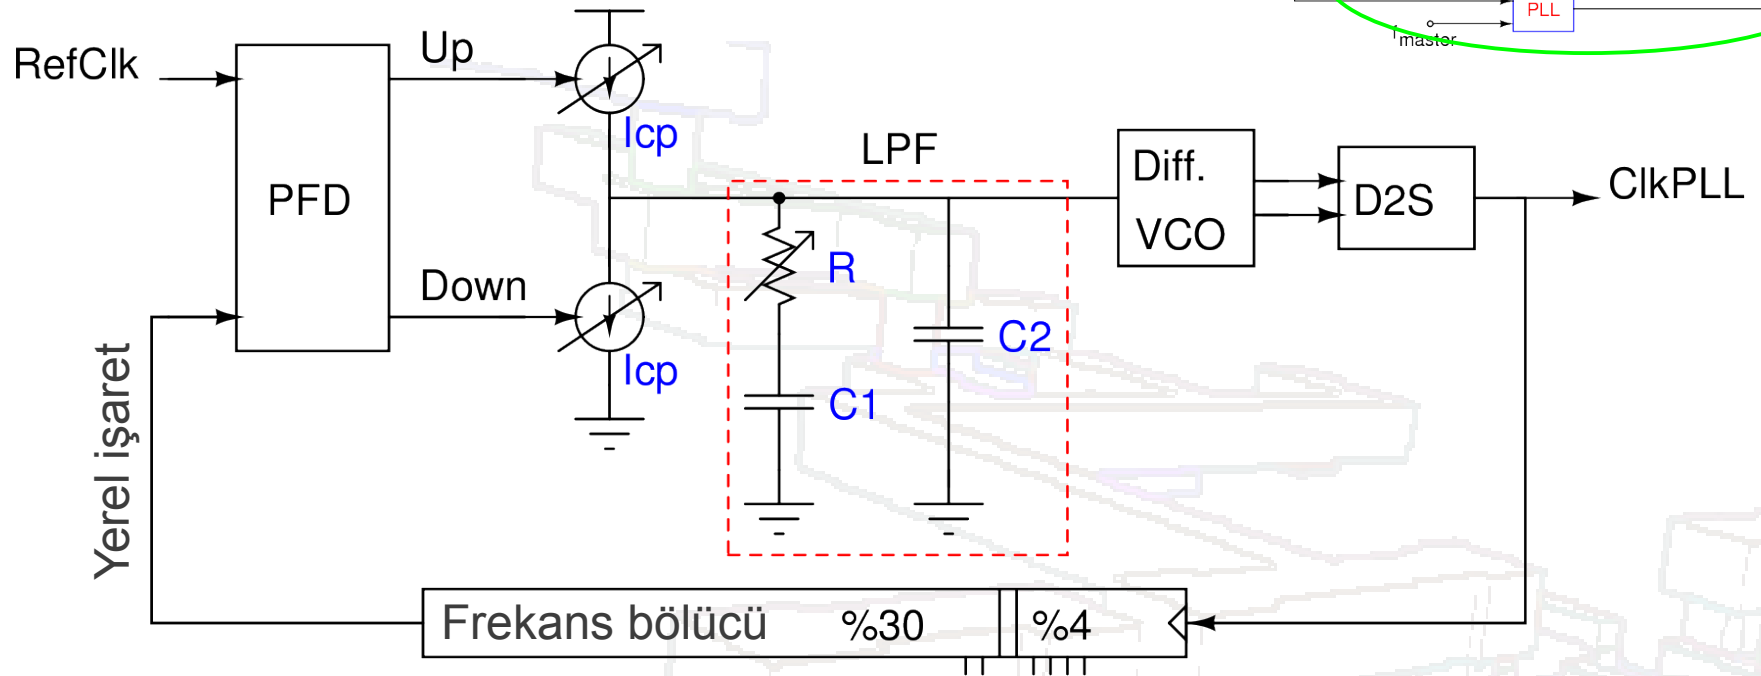 PLL
fmaster
RefClk
Up
Icp
PFD
LPF
Diff.
VCO
D2S
ClkPLL
R
Down
C2
Icp
C1
Yerel işaret
Frekans bölücü %30 %4